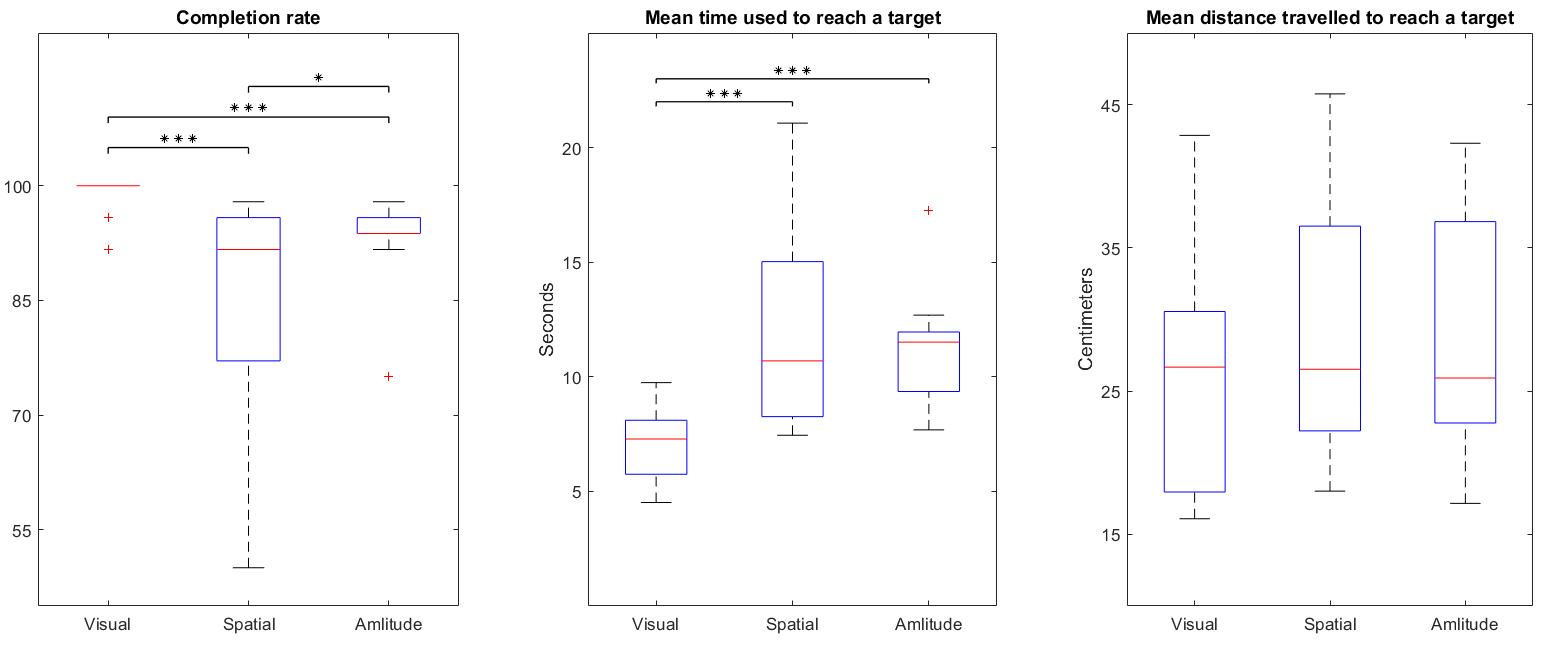 Completion rate
*
* * *
* * *
100
85
70
55
Visual Spatial Amlitude
Mean time used to reach a target
* * *
* * *
Seconds
20
15
10
5
Visual Spatial Amlitude
Mean distance travelled to reach a target
Centimeters
45
35
25
15
Visual Spatial Amlitude